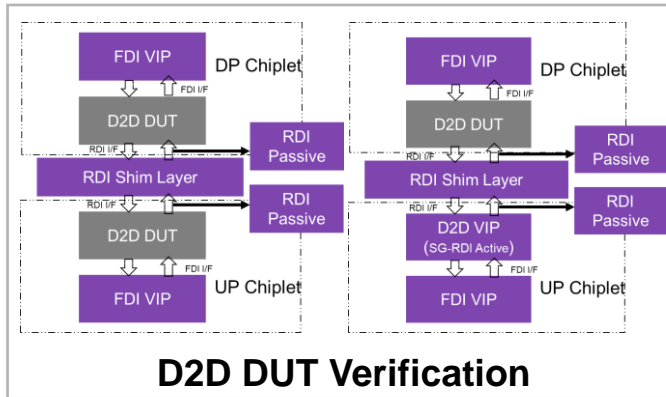 FDI VIP
DP Chiplet
FDI I/F
D2D DUT
RDI I/F
RDI
Passive
RDI Shim Layer
RDI I/F
RDI
Passive
D2D DUT
FDI I/F
UP Chiplet
FDI VIP
FDI VIP
DP Chiplet
FDI I/F
D2D DUT
RDI I/F
RDI
Passive
RDI Shim Layer
RDI I/F
RDI
Passive
D2D VIP
(SG-RDI Active)
FDI I/F
UP Chiplet
FDI VIP
D2D DUT Verification